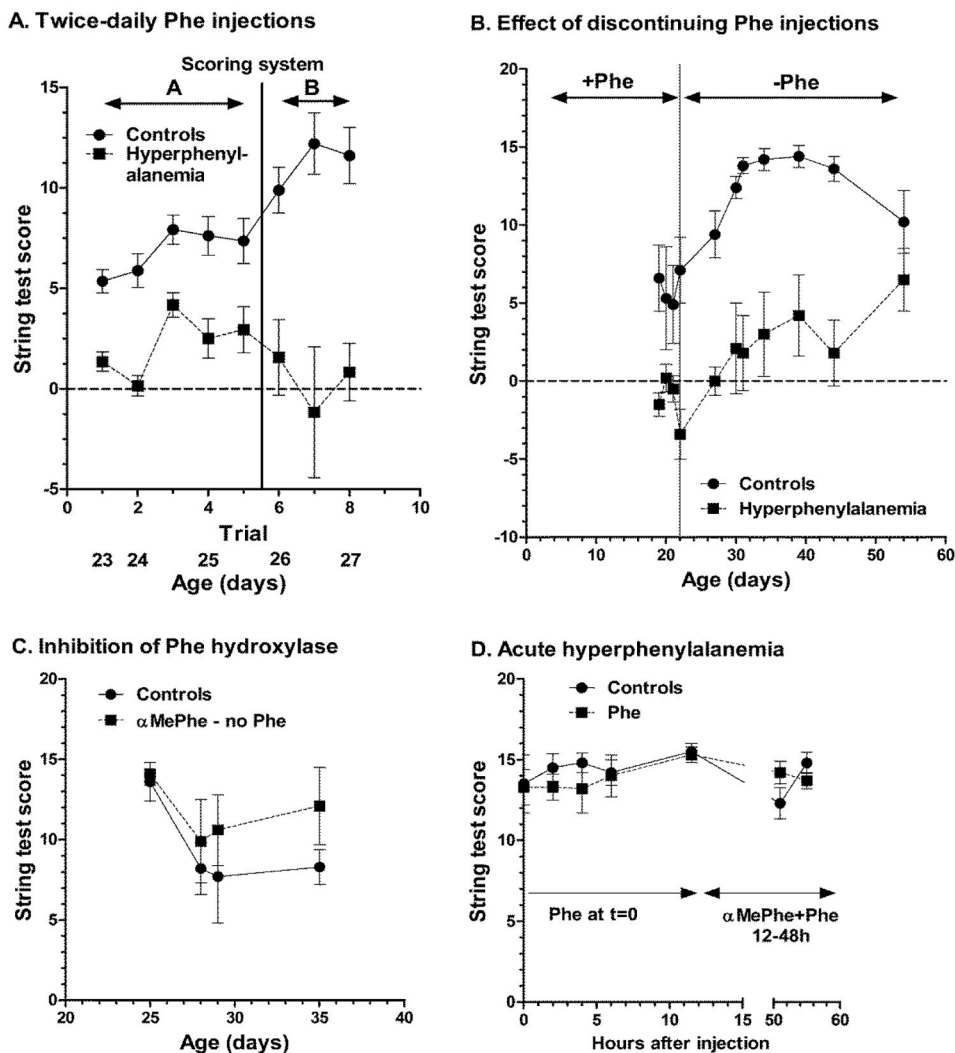 A. Twice-daily Phe injections
Scoring system
A
B
Controls
Hyperphenyl-
alanemia
String test score
15
10
5
0
-5
0
2
4
6
8
10
Trial
23
24
25
26
27
Age (days)
B. Effect of discontinuing Phe injections
+Phe
-Phe
String test score
20
15
10
5
0
-5
-10
Controls
Hyperphenylalanemia
0
10
20
30
40
50
60
Age (days)
C. Inhibition of Phe hydroxylase
Controls
αMePhe - no Phe
String test score
20
15
10
5
0
20
25
30
35
40
Age (days)
D. Acute hyperphenylalanemia
Controls
Phe
String test score
20
15
10
5
0
Phe at t=0
αMePhe+Phe
12-48h
0
5
10
15
50
60
Hours after injection